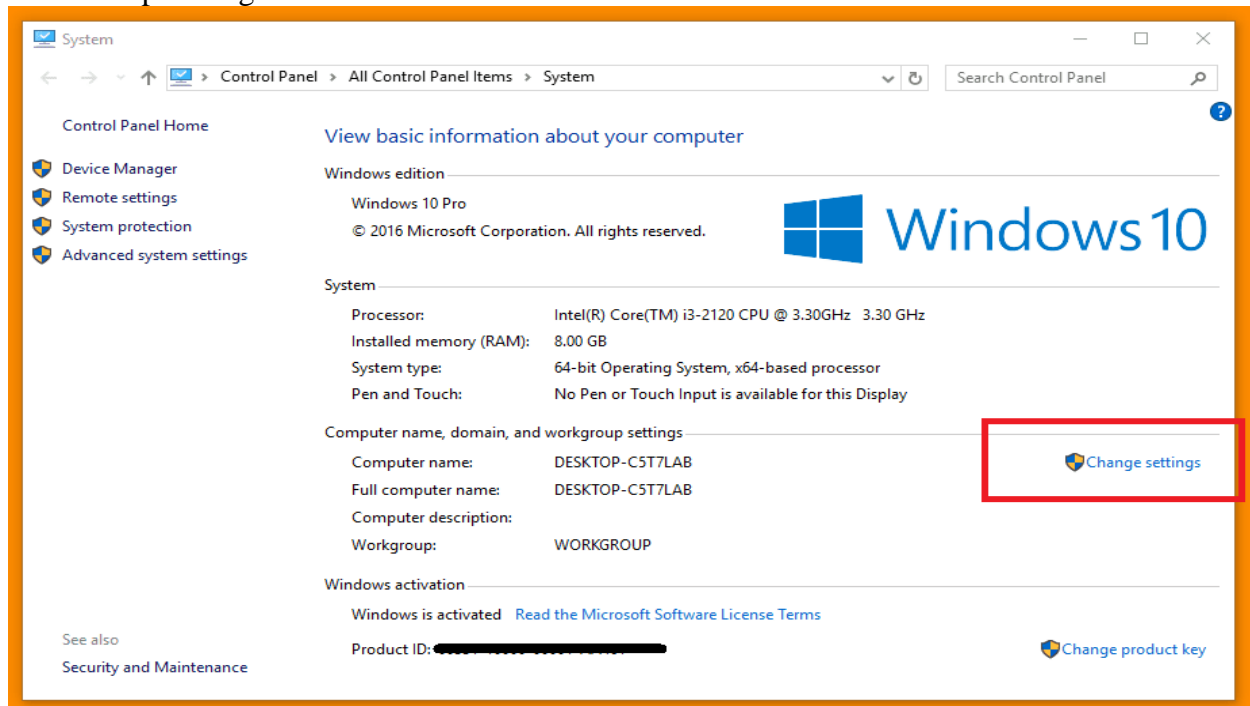 System
Control Panel > All Control Panel Items > System
Search Control Panel
?
Control Panel Home
Device Manager
Remote settings
System protection
Advanced system settings
View basic information about your computer
Windows edition
Windows 10 Pro
© 2016 Microsoft Corporation. All rights reserved.
Windows 10
System
Processor: Intel(R) Core(TM) i3-2120 CPU @ 3.30GHz 3.30 GHz
Installed memory (RAM): 8.00 GB
System type: 64-bit Operating System, x64-based processor
Pen and Touch: No Pen or Touch Input is available for this Display
Computer name, domain, and workgroup settings
Computer name: DESKTOP-C5T7LAB
Change settings
Full computer name: DESKTOP-C5T7LAB
Computer description:
Workgroup: WORKGROUP
Windows activation
Windows is activated Read the Microsoft Software License Terms
Product ID:
Change product key
See also
Security and Maintenance